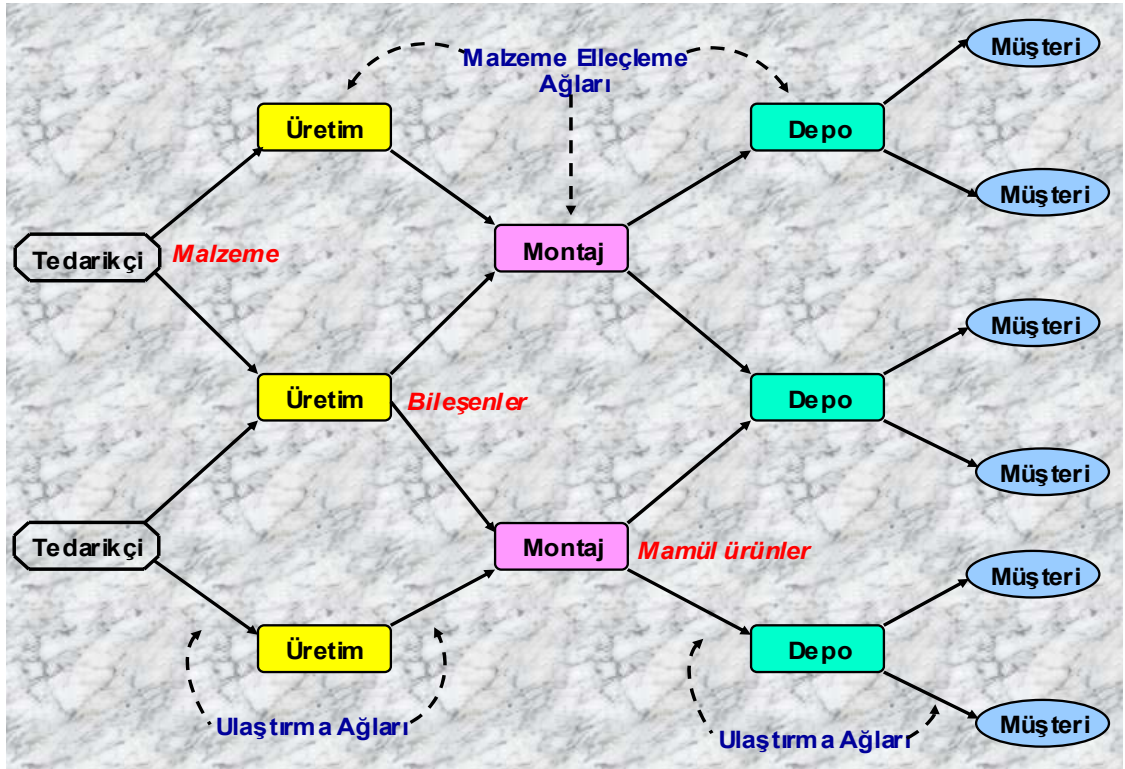 Müşteri
Malzeme Elleçleme
Ağları
Üretim
Depo
Müşteri
Tedarikçi
Malzeme
Montaj
Müşteri
Üretim
Bileşenler
Depo
Müşteri
Tedarikçi
Montaj
Mamül ürünler
Müşteri
Üretim
Depo
Ulaştırma Ağları
Ulaştırma Ağları
Müşteri